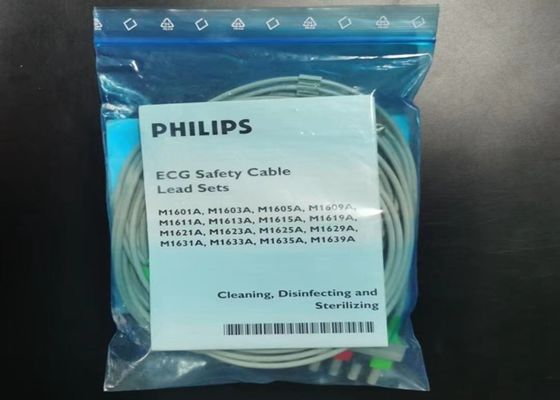 PHILIPS
ECG Safety Cable
Lead Sets
M1601A, M1603A, M1605A, M1609A,
M1611A, M1613A, M1615A, M1619A,
M1621A, M1623A, M1625A, M1629A,
M1631A, M1633A, M1635A, M1639A
Cleaning, Disinfecting and
Sterilizing